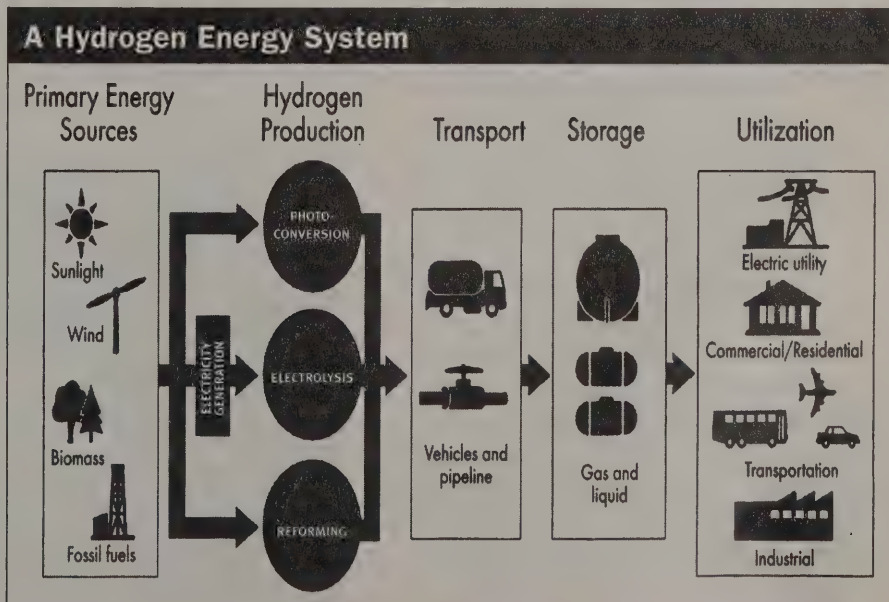 A Hydrogen Energy System
Primary Energy
Sources
Hydrogen
Production
Transport
Storage
Utilization
Sunlight
Wind
Biomass
Fossil fuels
ELECTRICITY
GENERATION
PHOTO
CONVERSION
ELECTROLYSIS
REFORMING
Vehicles and
pipeline
Gas and
liquid
Electric utility
Commercial/Residential
Transportation
Industrial